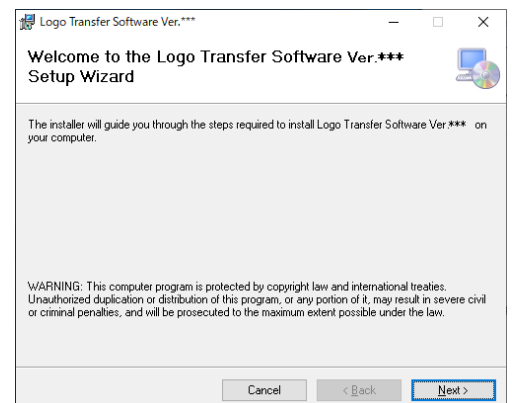 Logo Transfer Software Ver.***
Welcome to the Logo Transfer Software Ver.***
Setup Wizard
The installer will guide you through the steps required to install Logo Transfer Software Ver.*** on
your computer.
WARNING: This computer program is protected by copyright law and international treaties.
Unauthorized duplication or distribution of this program, or any portion of it, may result in severe civil
or criminal penalties, and will be prosecuted to the maximum extent possible under the law.
Cancel < Back Next >